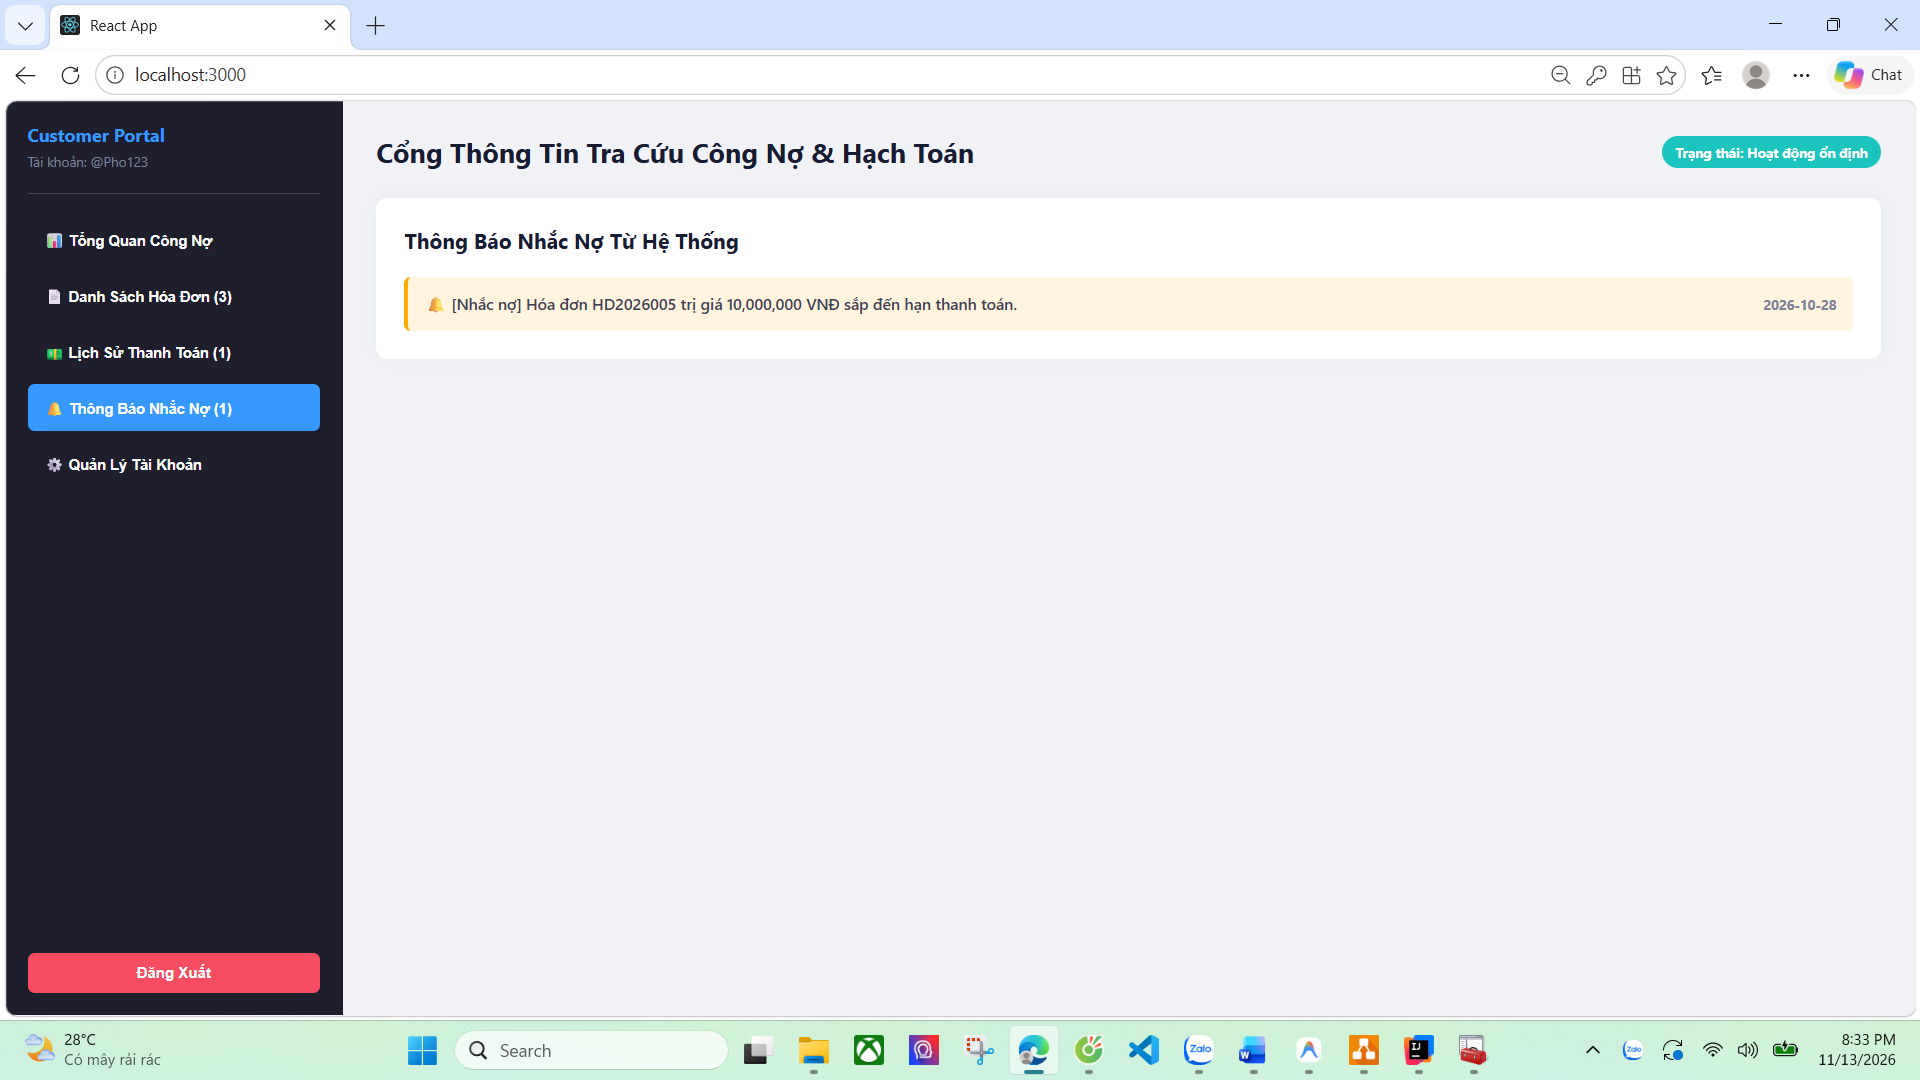 React App
localhost:3000
Chat
Customer Portal
Tài khoản: @Pho123
Tổng Quan Công Nợ
Danh Sách Hóa Đơn (3)
Lịch Sử Thanh Toán (1)
Thông Báo Nhắc Nợ (1)
Quản Lý Tài Khoản
Đăng Xuất
Cổng Thông Tin Tra Cứu Công Nợ & Hạch Toán
Trạng thái: Hoạt động ổn định
Thông Báo Nhắc Nợ Từ Hệ Thống
[Nhắc nợ] Hóa đơn HD2026005 trị giá 10,000,000 VNĐ sắp đến hạn thanh toán.
2026-10-28
28°C
Có mây rải rác
Search
Zalo
Zalo
8:33 PM
11/13/2026